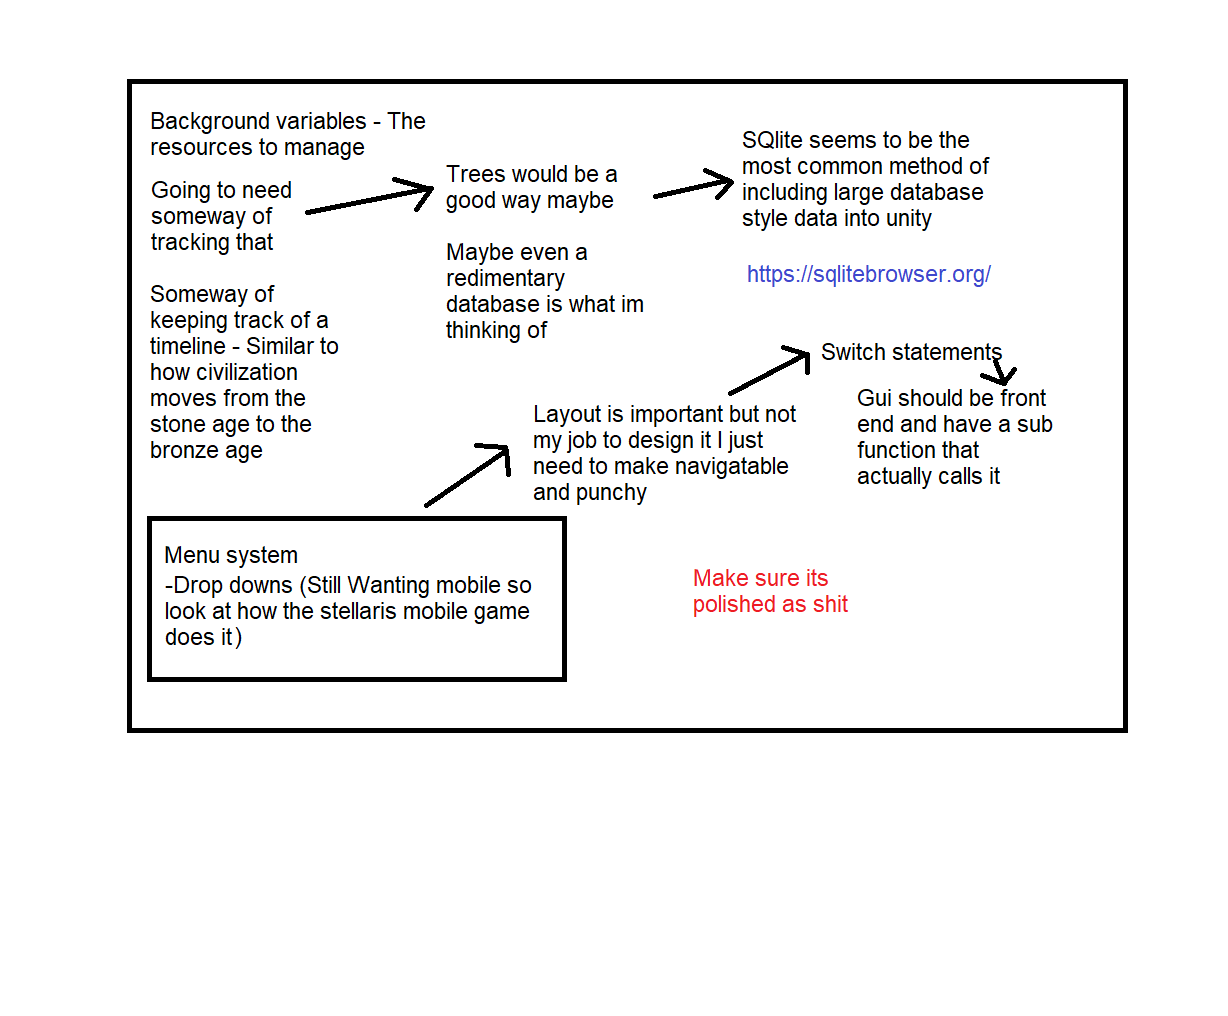 Background variables - The
resources to manage
Going to need
someway of
tracking that
Trees would be a
good way maybe
SQlite seems to be the
most common method of
including large database
style data into unity
Maybe even a
redimentary
database is what im
thinking of
https://sqlitebrowser.org/
Someway of
keeping track of a
timeline - Similar to
how civilization
moves from the
stone age to the
bronze age
Menu system
-Drop downs (Still Wanting mobile so
look at how the stellaris mobile game
does it)
Layout is important but not
my job to design it I just
need to make navigatable
and punchy
Switch statements
Gui should be front
end and have a sub
function that
actually calls it
Make sure its
polished as shit